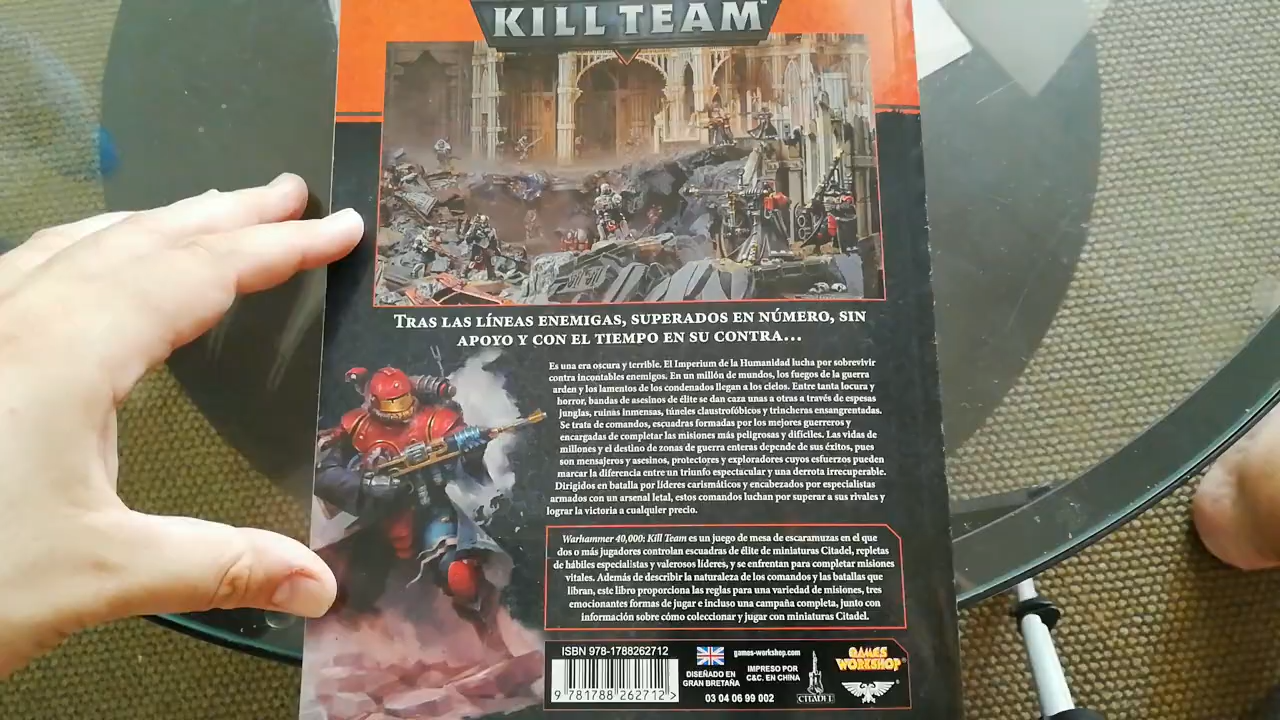 KILL TEAM™
TRAS LAS LÍNEAS ENEMIGAS, SUPERADOS EN NÚMERO, SIN
APOYO Y CON EL TIEMPO EN SU CONTRA...
Es una era oscura y terrible. El Imperium de la Humanidad lucha por sobrevivir
contra incontables enemigos. En un millón de mundos, los fuegos de la guerra
arden y los lamentos de los condenados llegan a los cielos. Entre tanta locura y
horror, bandas de asesinos de élite se dan caza unas a otras a través de espesas
junglas, ruinas inmensas, túneles claustrofóbicos y trincheras ensangrentadas.
Se trata de comandos, escuadras formadas por los mejores guerreros y
encargadas de completar las misiones más peligrosas y difíciles. Las vidas de
millones y el destino de zonas de guerra enteras depende de sus éxitos, pues
son mensajeros y asesinos, protectores y exploradores cuyos esfuerzos pueden
marcar la diferencia entre un triunfo espectacular y una derrota irrecuperable.
Dirigidos en batalla por líderes carismáticos y encabezados por especialistas
armados con un arsenal letal, estos comandos luchan por superar a sus rivales y
lograr la victoria a cualquier precio.
Warhammer 40,000: Kill Team es un juego de mesa de escaramuzas en el que
dos o más jugadores controlan escuadras de élite de miniaturas Citadel, repletas
de hábiles especialistas y valerosos líderes, y se enfrentan para completar misiones
vitales. Además de describir la naturaleza de los comandos y las batallas que
libran, este libro proporciona las reglas para una variedad de misiones, tres
emocionantes formas de jugar e incluso una campaña completa, junto con
información sobre cómo coleccionar y jugar con miniaturas Citadel.
ISBN 978-1788262712
9 781788 262712 >
DISEÑADO EN
GRAN BRETAÑA
games-workshop.com
IMPRESO POR
C&C. EN CHINA
03 04 06 99 002
CITADEL
GAMES
WORKSHOP